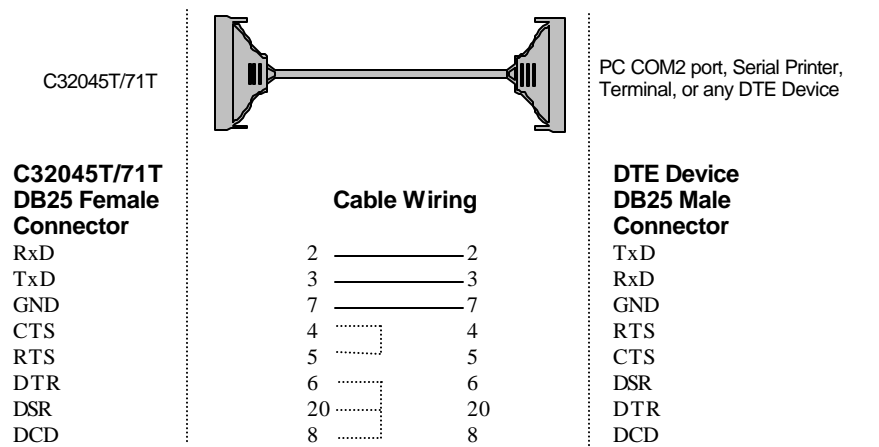 C32045T/71T
PC COM2 port, Serial Printer,
Terminal, or any DTE Device
C32045T/71T
DB25 Female
Connector
Cable Wiring
DTE Device
DB25 Male
Connector
RxD 2 2 TxD
TxD 3 3 RxD
GND 7 7 GND
CTS 4 4 RTS
RTS 5 5 CTS
DTR 6 6 DSR
DSR 20 20 DTR
DCD 8 8 DCD